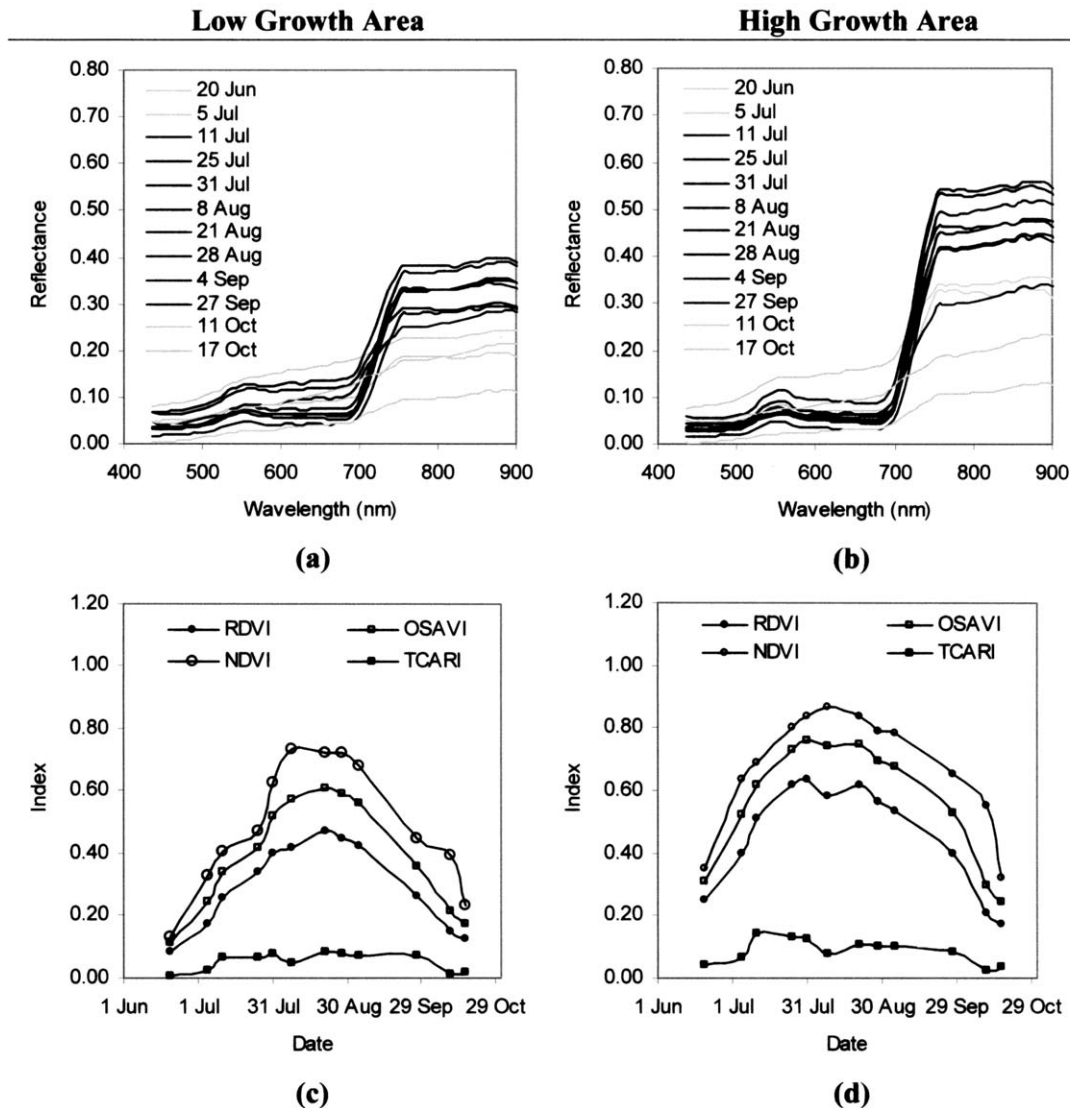 Low Growth Area
High Growth Area
0.80
0.70
0.60
0.50
0.40
0.30
0.20
0.10
0.00
Reflectance
20 Jun
5 Jul
11 Jul
25 Jul
31 Jul
8 Aug
21 Aug
28 Aug
4 Sep
27 Sep
11 Oct
17 Oct
400 500 600 700 800 900
Wavelength (nm)
(a)
0.80
0.70
0.60
0.50
0.40
0.30
0.20
0.10
0.00
Reflectance
20 Jun
5 Jul
11 Jul
25 Jul
31 Jul
8 Aug
21 Aug
28 Aug
4 Sep
27 Sep
11 Oct
17 Oct
400 500 600 700 800 900
Wavelength (nm)
(b)
1.20
1.00
0.80
0.60
0.40
0.20
0.00
Index
RDVI OSAVI
NDVI TCARI
1 Jun 1 Jul 31 Jul 30 Aug 29 Sep 29 Oct
Date
(c)
1.20
1.00
0.80
0.60
0.40
0.20
0.00
Index
RDVI OSAVI
NDVI TCARI
1 Jun 1 Jul 31 Jul 30 Aug 29 Sep 29 Oct
Date
(d)